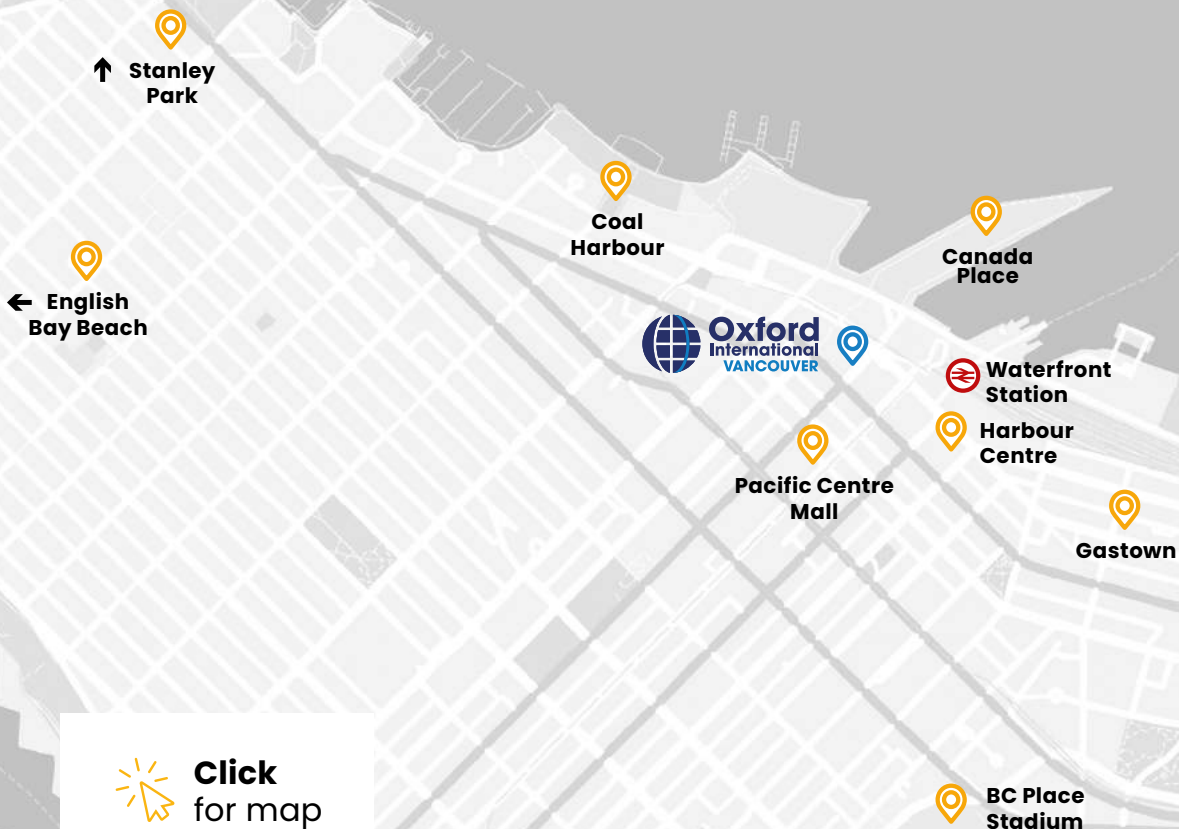 Stanley
Park
Coal
Harbour
Canada
Place
English
Bay Beach
Oxford
International
VANCOUVER
Waterfront
Station
Harbour
Centre
Pacific Centre
Mall
Gastown
Click
for map
BC Place
Stadium